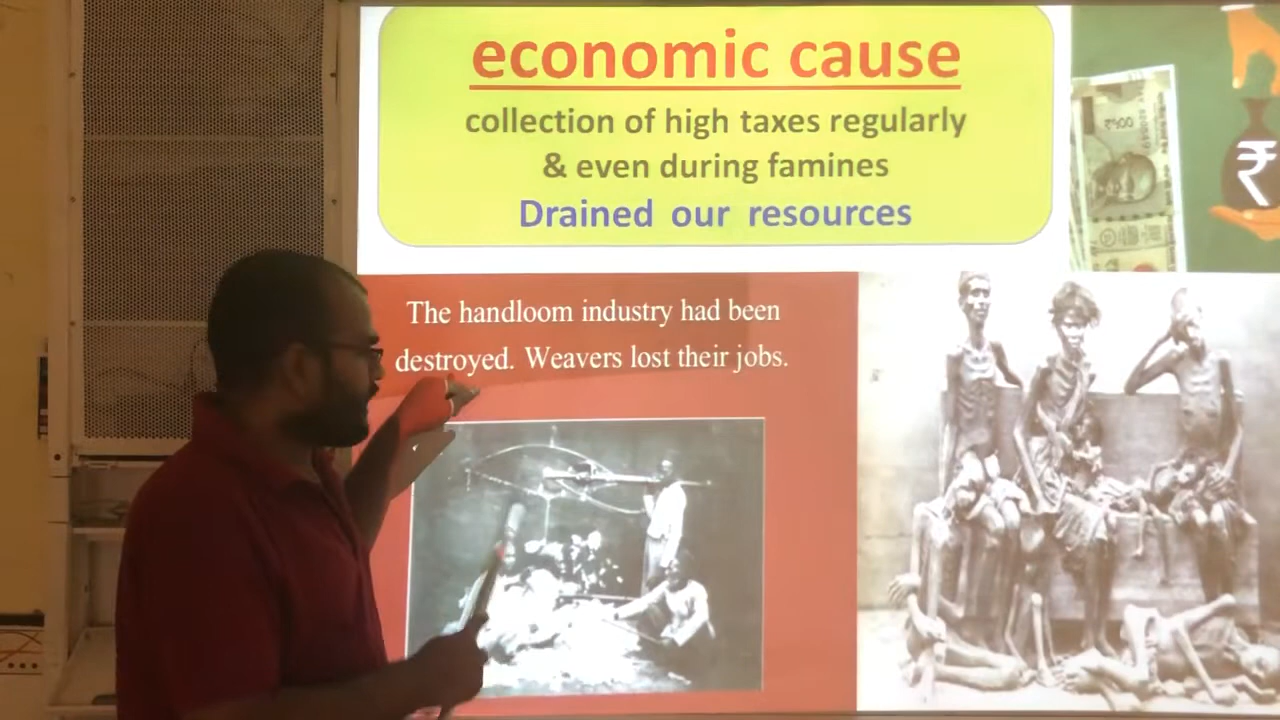 economic cause
collection of high taxes regularly
& even during famines
Drained our resources
₹
The handloom industry had been
destroyed. Weavers lost their jobs.